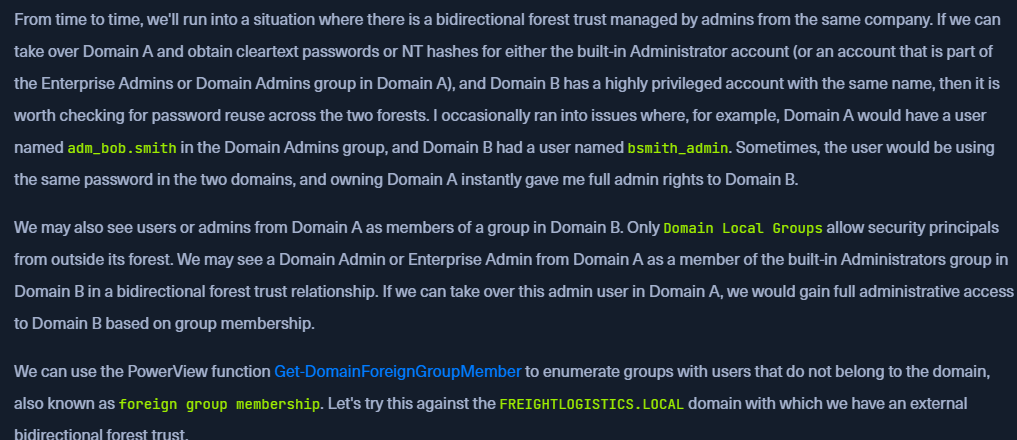 From time to time, we'll run into a situation where there is a bidirectional forest trust managed by admins from the same company. If we can
take over Domain A and obtain cleartext passwords or NT hashes for either the built-in Administrator account (or an account that is part of
the Enterprise Admins or Domain Admins group in Domain A), and Domain B has a highly privileged account with the same name, then it is
worth checking for password reuse across the two forests. I occasionally ran into issues where, for example, Domain A would have a user
named adm_bob.smith in the Domain Admins group, and Domain B had a user named bsmith_admin. Sometimes, the user would be using
the same password in the two domains, and owning Domain A instantly gave me full admin rights to Domain B.
We may also see users or admins from Domain A as members of a group in Domain B. Only Domain Local Groups allow security principals
from outside its forest. We may see a Domain Admin or Enterprise Admin from Domain A as a member of the built-in Administrators group in
Domain B in a bidirectional forest trust relationship. If we can take over this admin user in Domain A, we would gain full administrative access
to Domain B based on group membership.
We can use the PowerView function Get-DomainForeignGroupMember to enumerate groups with users that do not belong to the domain,
also known as foreign group membership. Let's try this against the FREIGHTLOGISTICS.LOCAL domain with which we have an external
bidirectional forest trust.